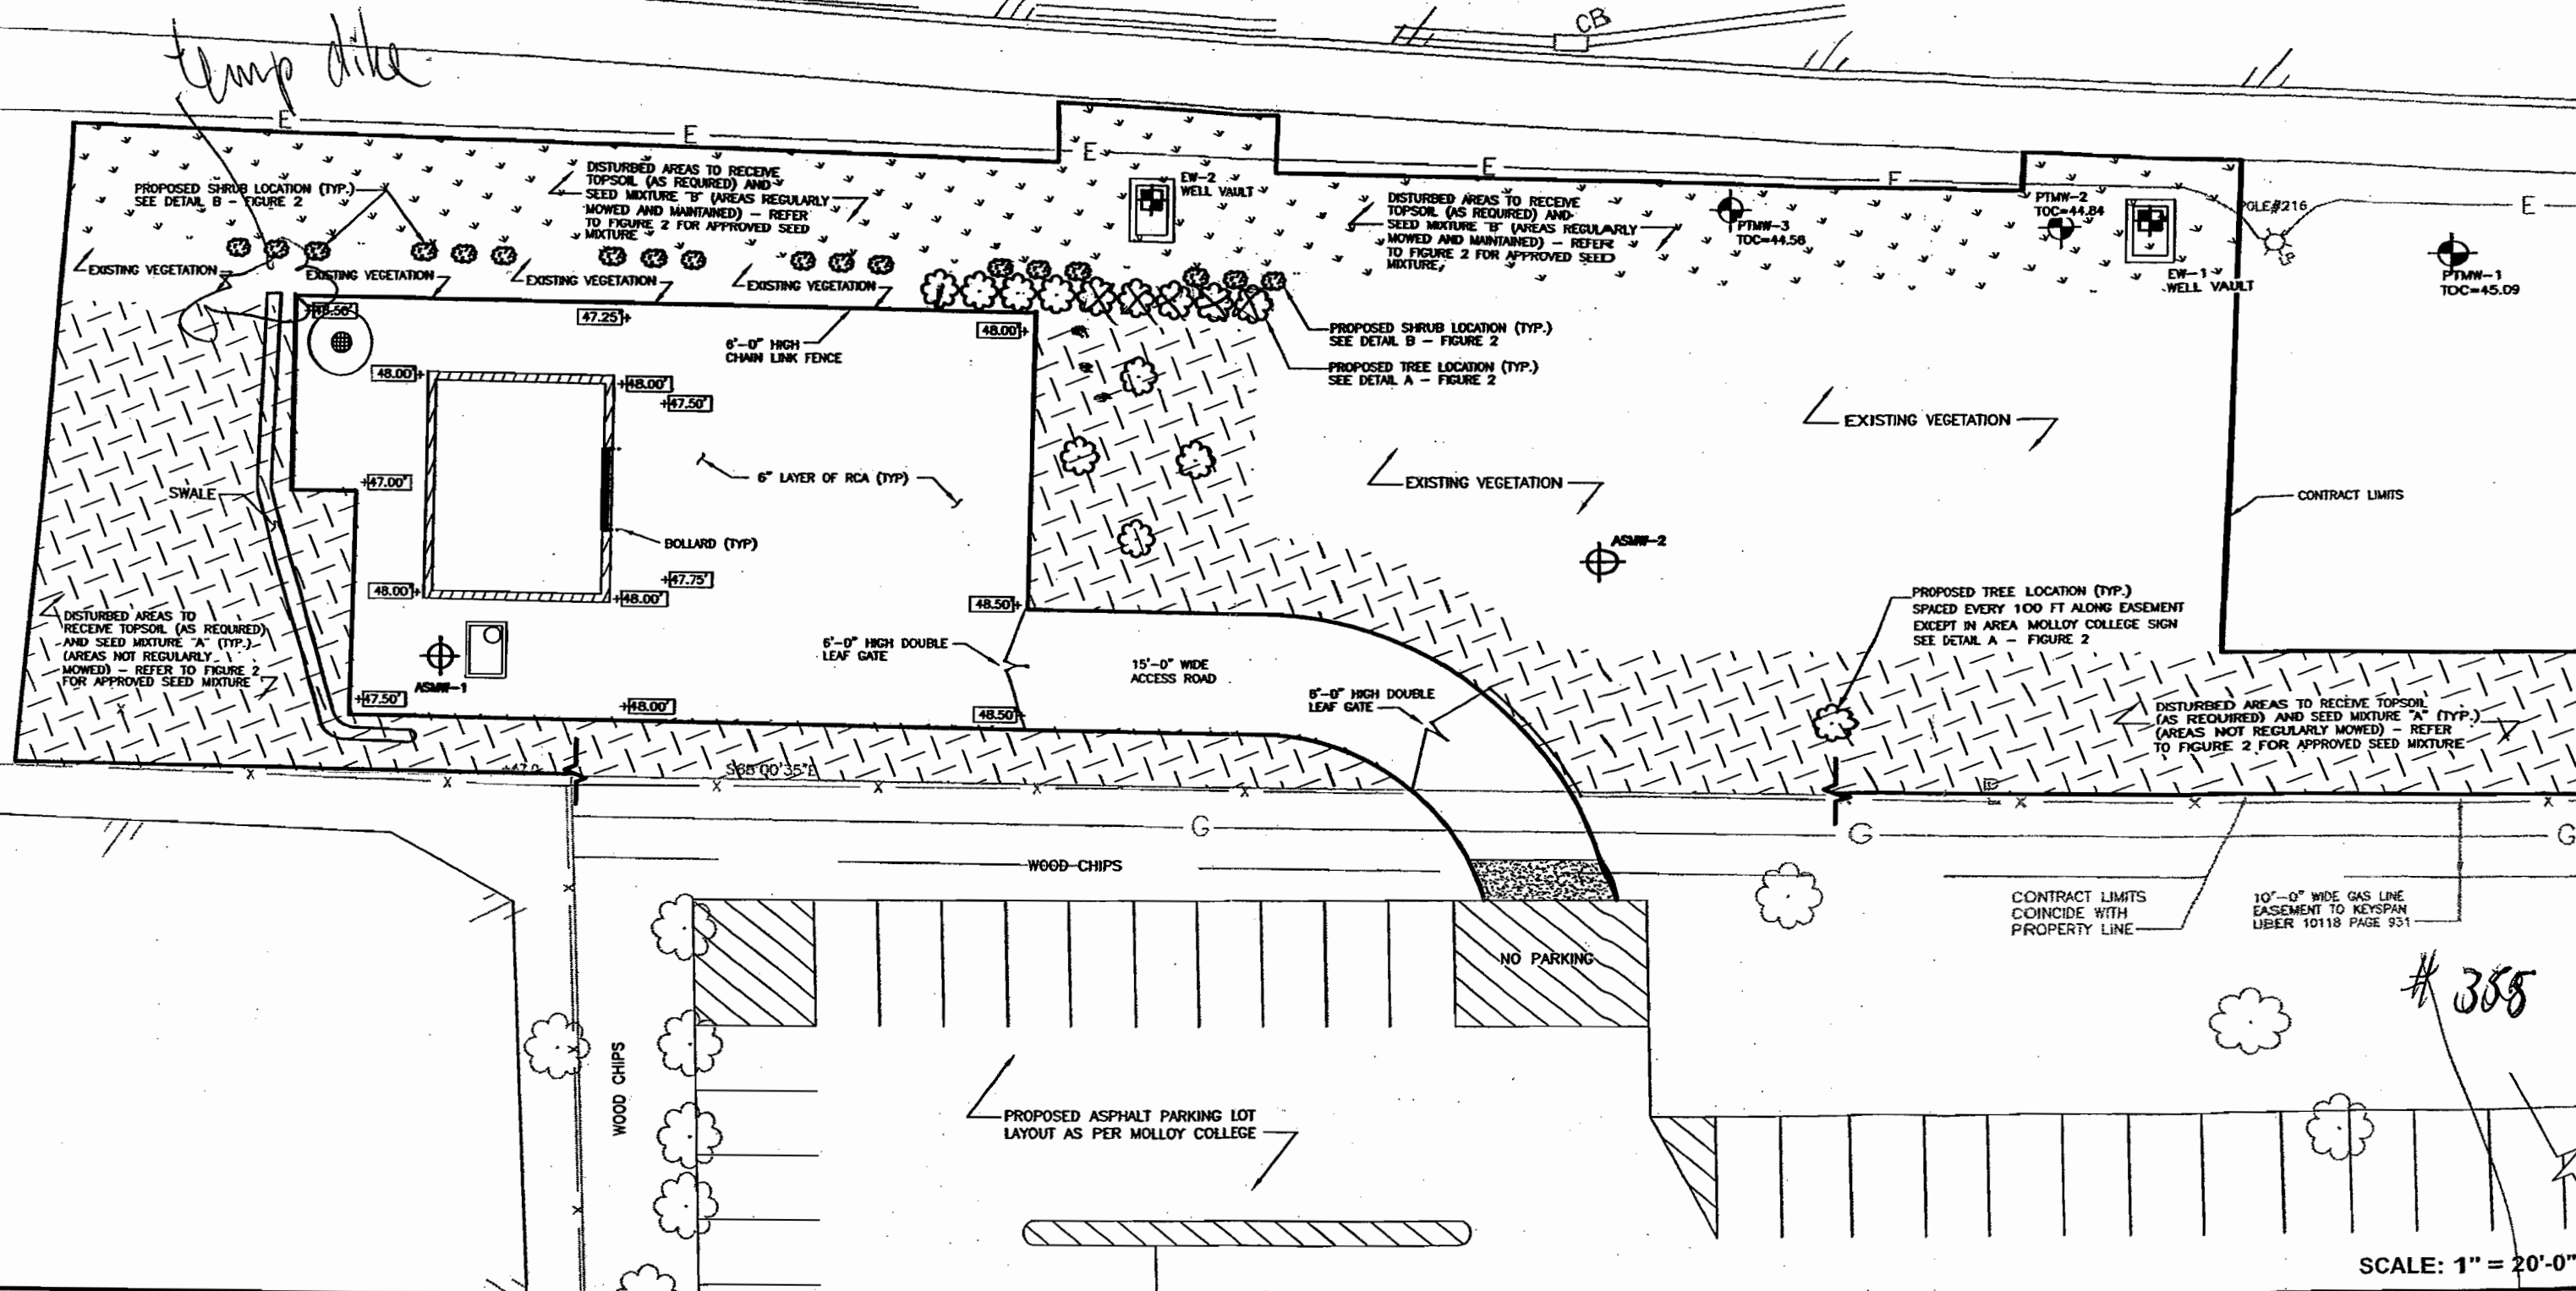 temp dike
CB
E
E
E
E
E
E
PROPOSED SHRUB LOCATION (TYP.)
SEE DETAIL B - FIGURE 2
DISTURBED AREAS TO RECEIVE
TOPSOIL (AS REQUIRED) AND
SEED MIXTURE "B" (AREAS REGULARLY
MOWED AND MAINTAINED) - REFER
TO FIGURE 2 FOR APPROVED SEED
MIXTURE
EW-2
WELL VAULT
DISTURBED AREAS TO RECEIVE
TOPSOIL (AS REQUIRED) AND
SEED MIXTURE "B" (AREAS REGULARLY
MOWED AND MAINTAINED) - REFER
TO FIGURE 2 FOR APPROVED SEED
MIXTURE
PTMW-3
TOC=44.56
PTMW-2
TOC=44.84
POLE#216
LP
EW-1
WELL VAULT
PTMW-1
TOC=45.09
EXISTING VEGETATION
EXISTING VEGETATION
EXISTING VEGETATION
EXISTING VEGETATION
47.25'
48.00'
6'-0" HIGH
CHAIN LINK FENCE
PROPOSED SHRUB LOCATION (TYP.)
SEE DETAIL B - FIGURE 2
PROPOSED TREE LOCATION (TYP.)
SEE DETAIL A - FIGURE 2
48.00'
48.00'
47.50'
EXISTING VEGETATION
EXISTING VEGETATION
SWALE
47.00'
6" LAYER OF RCA (TYP)
CONTRACT LIMITS
BOLLARD (TYP)
ASMW-2
47.75'
48.00'
48.00'
48.50'
DISTURBED AREAS TO
RECEIVE TOPSOIL (AS REQUIRED)
AND SEED MIXTURE "A" (TYP.)
(AREAS NOT REGULARLY
MOWED) - REFER TO FIGURE 2
FOR APPROVED SEED MIXTURE
ASMW-1
6'-0" HIGH DOUBLE
LEAF GATE
15'-0" WIDE
ACCESS ROAD
PROPOSED TREE LOCATION (TYP.)
SPACED EVERY 100 FT ALONG EASEMENT
EXCEPT IN AREA MOLLOY COLLEGE SIGN
SEE DETAIL A - FIGURE 2
47.50'
48.00'
48.50'
6'-0" HIGH DOUBLE
LEAF GATE
DISTURBED AREAS TO RECEIVE TOPSOIL
(AS REQUIRED) AND SEED MIXTURE "A" (TYP.)
(AREAS NOT REGULARLY MOWED) - REFER
TO FIGURE 2 FOR APPROVED SEED MIXTURE
G
G
G
WOOD CHIPS
CONTRACT LIMITS
COINCIDE WITH
PROPERTY LINE
10'-0" WIDE GAS LINE
EASEMENT TO KEYSPAN
LIBER 10118 PAGE 931
NO PARKING
# 358
WOOD CHIPS
PROPOSED ASPHALT PARKING LOT
LAYOUT AS PER MOLLOY COLLEGE
SCALE: 1" = 20'-0"